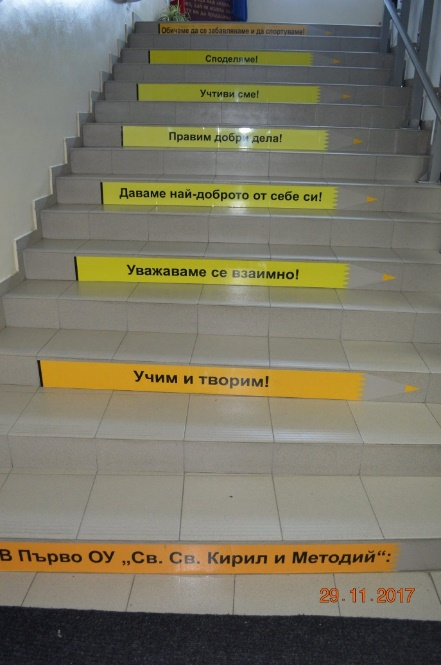 Обичаме да се забавляваме и да спортуваме!
Споделяме!
Учтиви сме!
Правим добри дела!
Даваме най-доброто от себе си!
Уважаваме се взаимно!
Учим и творим!
В Първо ОУ „Св. Св. Кирил и Методий“:
29.11.2017